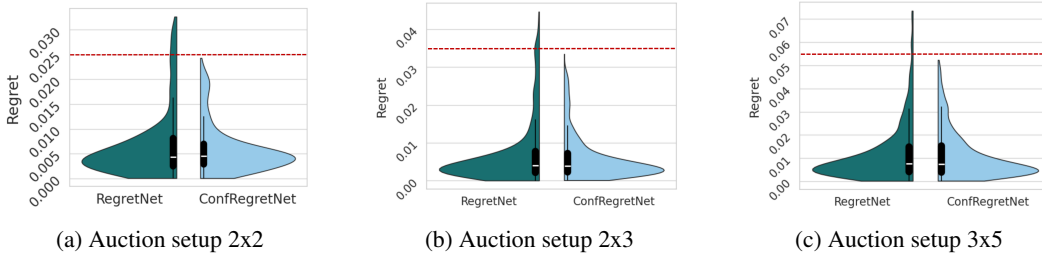 Regret
0.030
0.025
0.020
0.015
0.010
0.005
0.000
RegretNet ConfRegretNet
(a) Auction setup 2x2
Regret
0.04
0.03
0.02
0.01
0.00
RegretNet ConfRegretNet
(b) Auction setup 2x3
Regret
0.07
0.06
0.05
0.04
0.03
0.02
0.01
0.00
RegretNet ConfRegretNet
(c) Auction setup 3x5